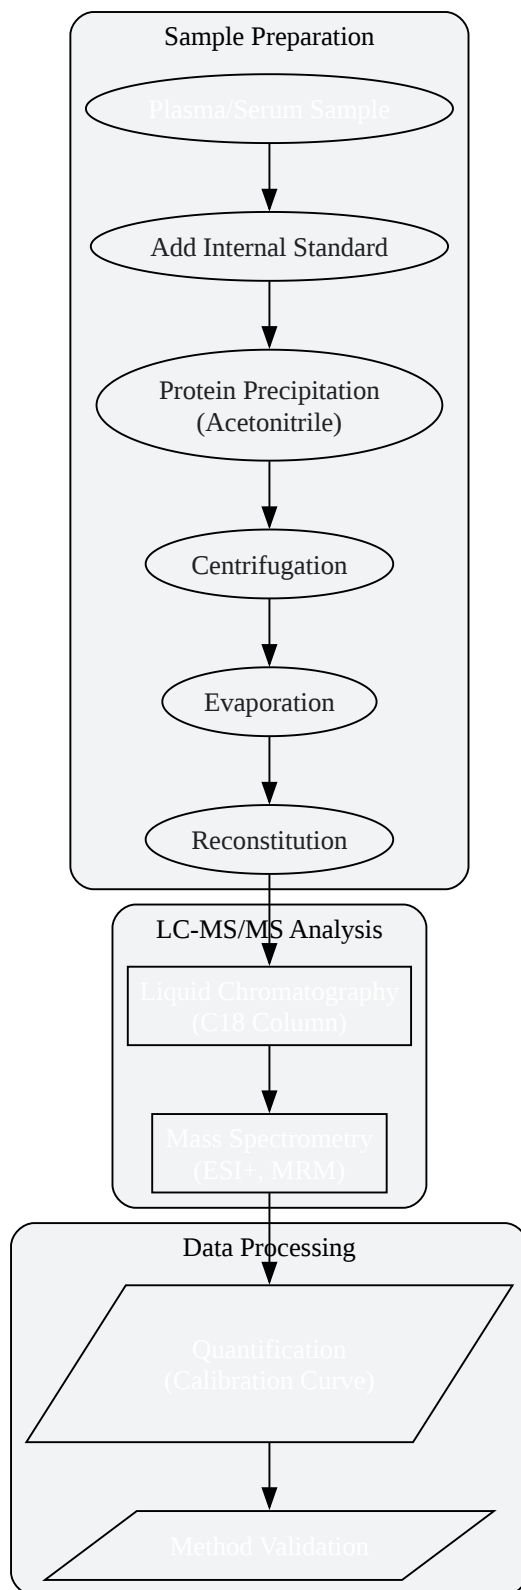 Sample Preparation
Plasma/Serum Sample
Add Internal Standard
Protein Precipitation
(Acetonitrile)
Centrifugation
Evaporation
Reconstitution
LC-MS/MS Analysis
Liquid Chromatography
(C18 Column)
Mass Spectrometry
(ESI+, MRM)
Data Processing
Quantification
(Calibration Curve)
Method Validation